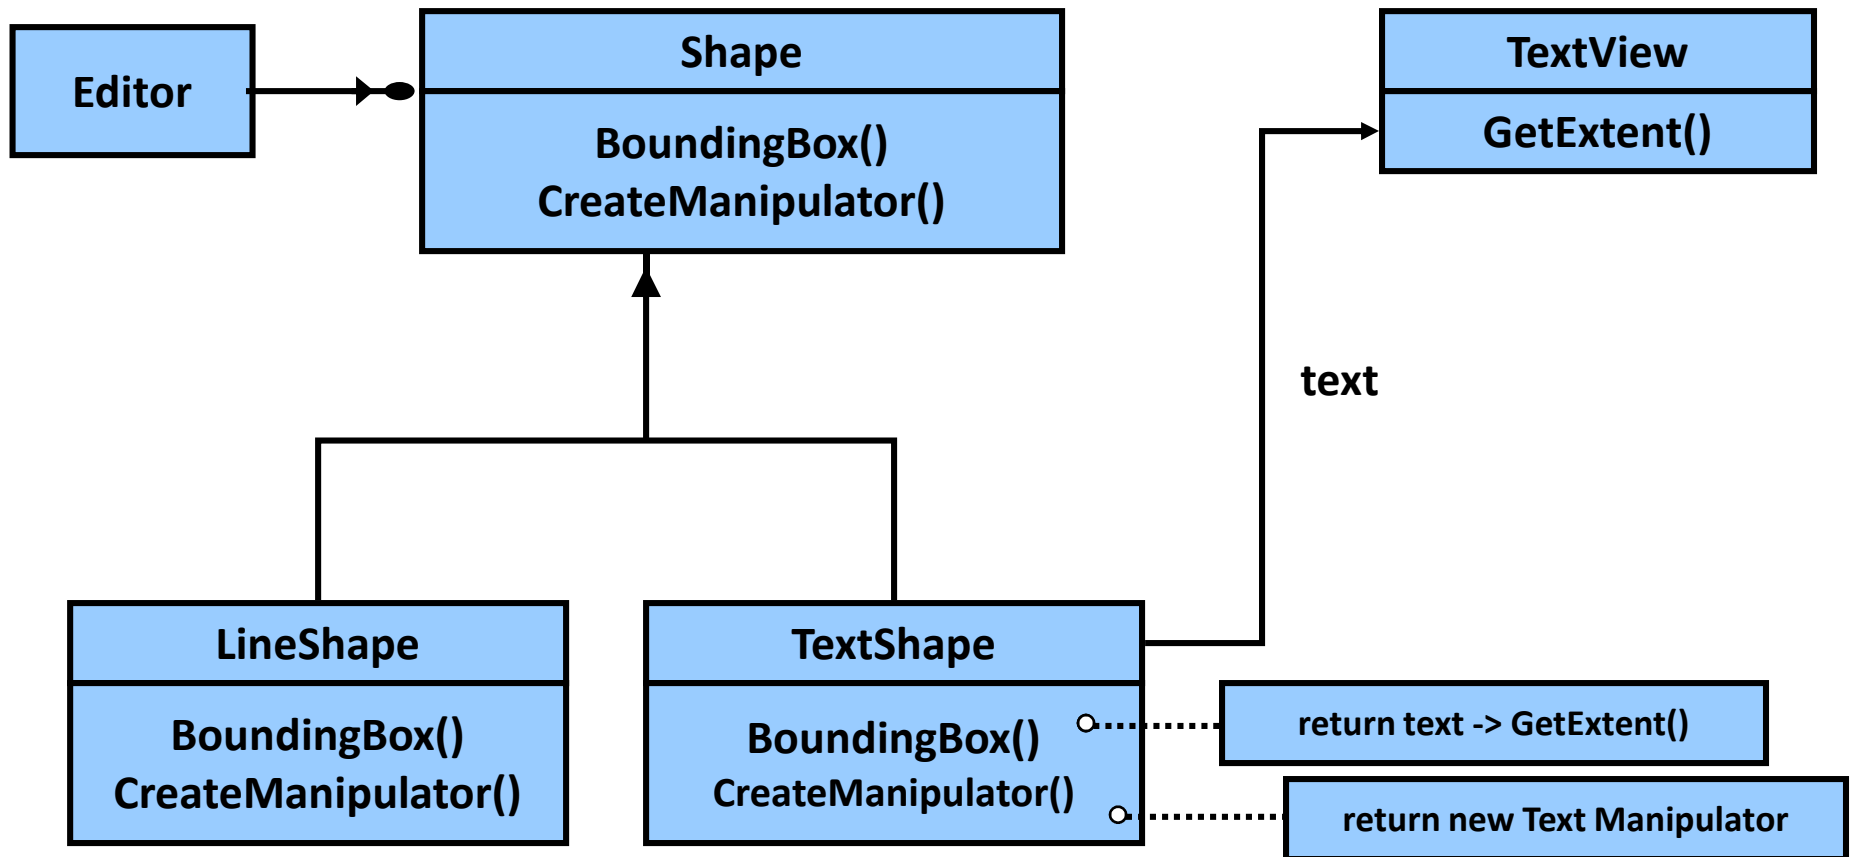 Editor
Shape
BoundingBox()
CreateManipulator()
TextView
GetExtent()
text
LineShape
BoundingBox()
CreateManipulator()
TextShape
BoundingBox()
CreateManipulator()
return text -> GetExtent()
return new Text Manipulator